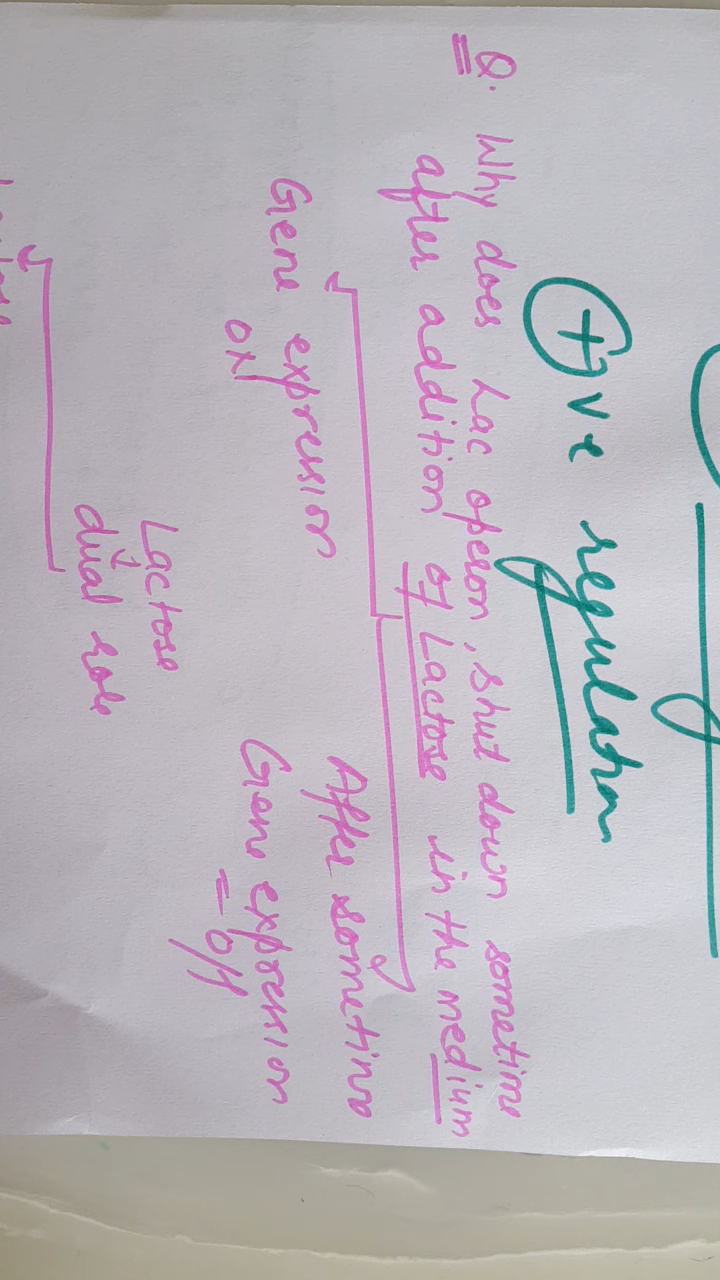 + ve regulation
Q. Why does Lac operon, shut down sometime
after addition of Lactose in the medium
Gene expression
on
After sometime
Gene expression
= off
Lactose
dual role